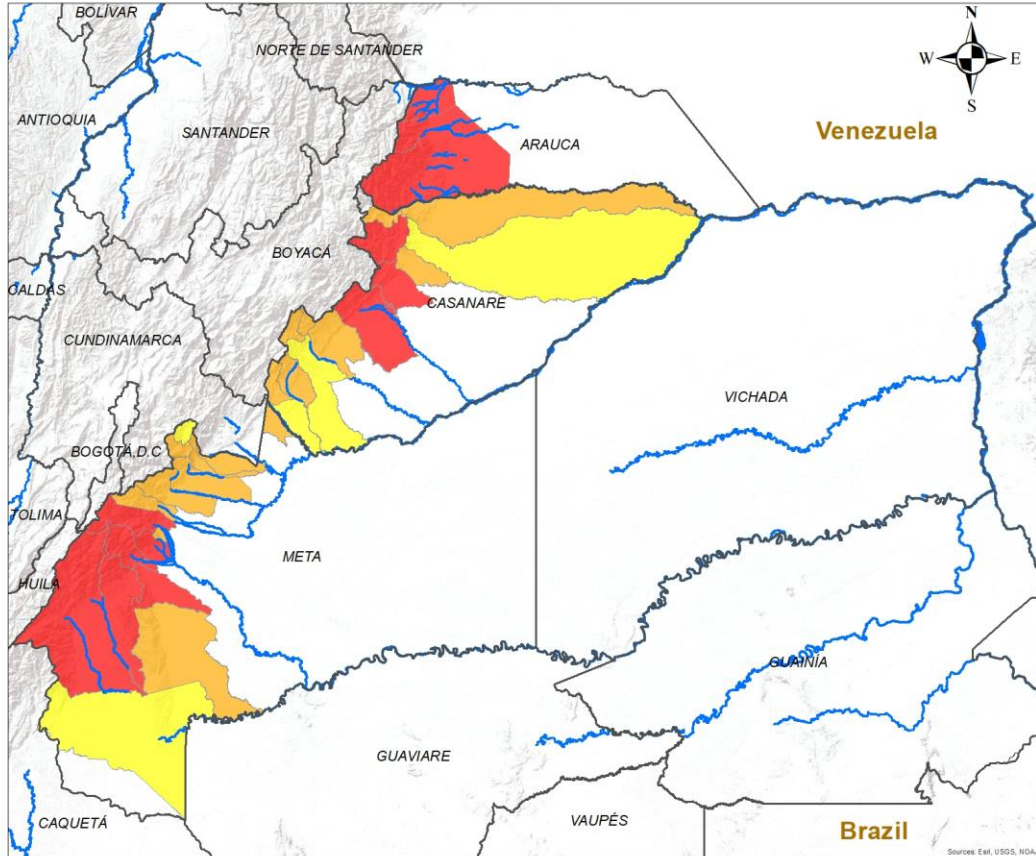 BOLÍVAR
NORTE DE SANTANDER
N
W E
S
ANTIOQUIA
SANTANDER
ARAUCA
Venezuela
BOYACÁ
CALDAS
CASANARE
CUNDINAMARCA
VICHADA
BOGOTÁ,D.C
TOLIMA
META
HUILA
GUAINÍA
GUAVIARE
CAQUETÁ
VAUPÉS
Brazil
Sources: Esri, USGS, NOAA